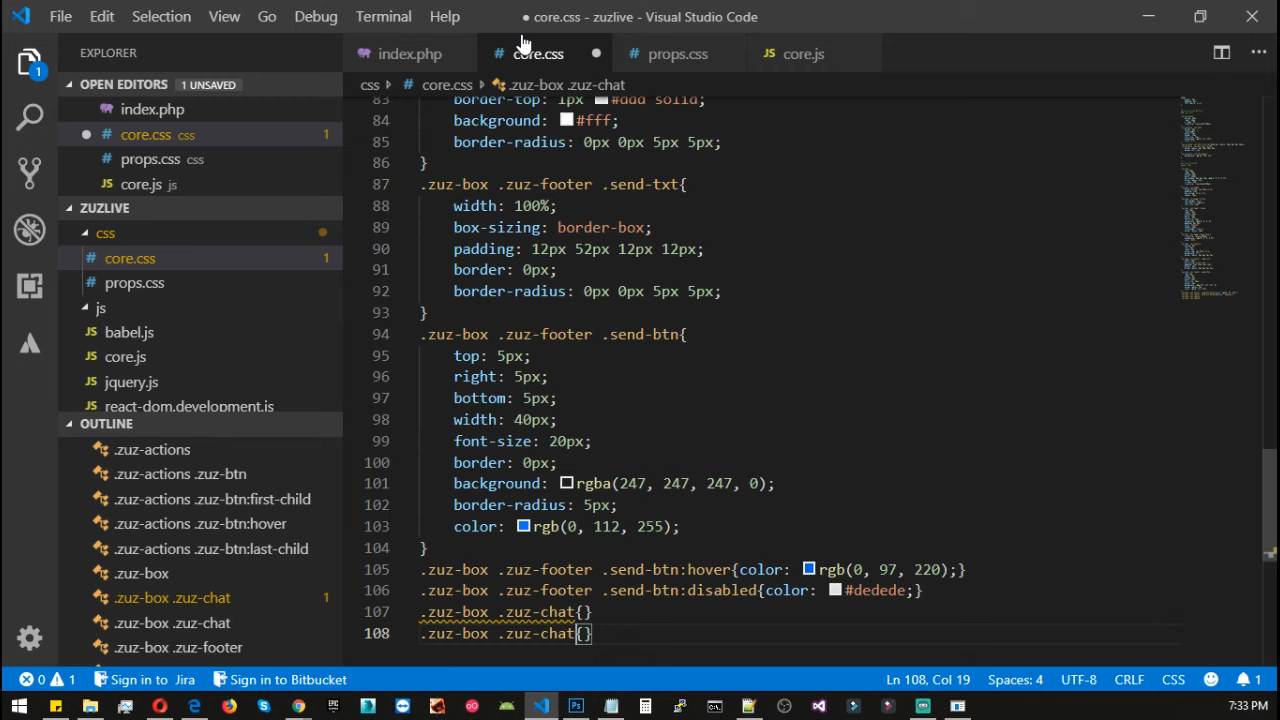 File Edit Selection View Go Debug Terminal Help
● core.css - zuzlive - Visual Studio Code
EXPLORER
index.php
# core.css
# props.css
JS core.js
OPEN EDITORS 1 UNSAVED
index.php
# core.css css 1
# props.css css
JS core.js js
ZUZLIVE
css
# core.css 1
# props.css
js
JS babel.js
JS core.js
JS jquery.js
JS react-dom.development.js
OUTLINE
.zuz-actions
.zuz-actions .zuz-btn
.zuz-actions .zuz-btn:first-child
.zuz-actions .zuz-btn:hover
.zuz-actions .zuz-btn:last-child
.zuz-box
.zuz-box .zuz-chat 1
.zuz-box .zuz-chat
.zuz-box .zuz-footer
css › # core.css › .zuz-box .zuz-chat
83 border-top: 1px #ddd solid;
84 background: #fff;
85 border-radius: 0px 0px 5px 5px;
86 }
87 .zuz-box .zuz-footer .send-txt{
88 width: 100%;
89 box-sizing: border-box;
90 padding: 12px 52px 12px 12px;
91 border: 0px;
92 border-radius: 0px 0px 5px 5px;
93 }
94 .zuz-box .zuz-footer .send-btn{
95 top: 5px;
96 right: 5px;
97 bottom: 5px;
98 width: 40px;
99 font-size: 20px;
100 border: 0px;
101 background: rgba(247, 247, 247, 0);
102 border-radius: 5px;
103 color: rgb(0, 112, 255);
104 }
105 .zuz-box .zuz-footer .send-btn:hover{color: rgb(0, 97, 220);}
106 .zuz-box .zuz-footer .send-btn:disabled{color: #dedede;}
107 .zuz-box .zuz-chat{}
108 .zuz-box .zuz-chat{}
0 1 Sign in to Jira Sign in to Bitbucket Ln 108, Col 19 Spaces: 4 UTF-8 CRLF CSS 1
7:33 PM